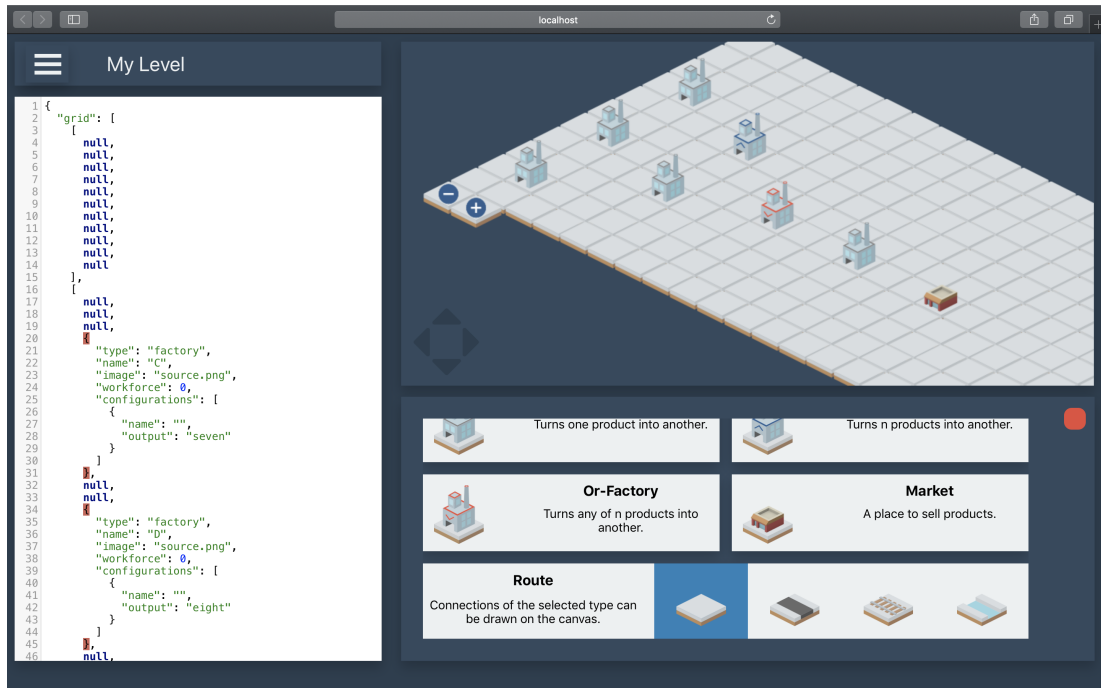 localhost
My Level
1 {
2 "grid": [
3 [
4 null,
5 null,
6 null,
7 null,
8 null,
9 null,
10 null,
11 null,
12 null,
13 null,
14 null
15 ],
16 [
17 null,
18 null,
19 null,
20 {
21 "type": "factory",
22 "name": "C",
23 "image": "source.png",
24 "workforce": 0,
25 "configurations": [
26 {
27 "name": "",
28 "output": "seven"
29 }
30 ]
31 },
32 null,
33 null,
34 {
35 "type": "factory",
36 "name": "D",
37 "image": "source.png",
38 "workforce": 0,
39 "configurations": [
40 {
41 "name": "",
42 "output": "eight"
43 }
44 ]
45 },
46 null,
Turns one product into another.
Turns n products into another.
Or-Factory
Turns any of n products into
another.
Market
A place to sell products.
Route
Connections of the selected type can
be drawn on the canvas.